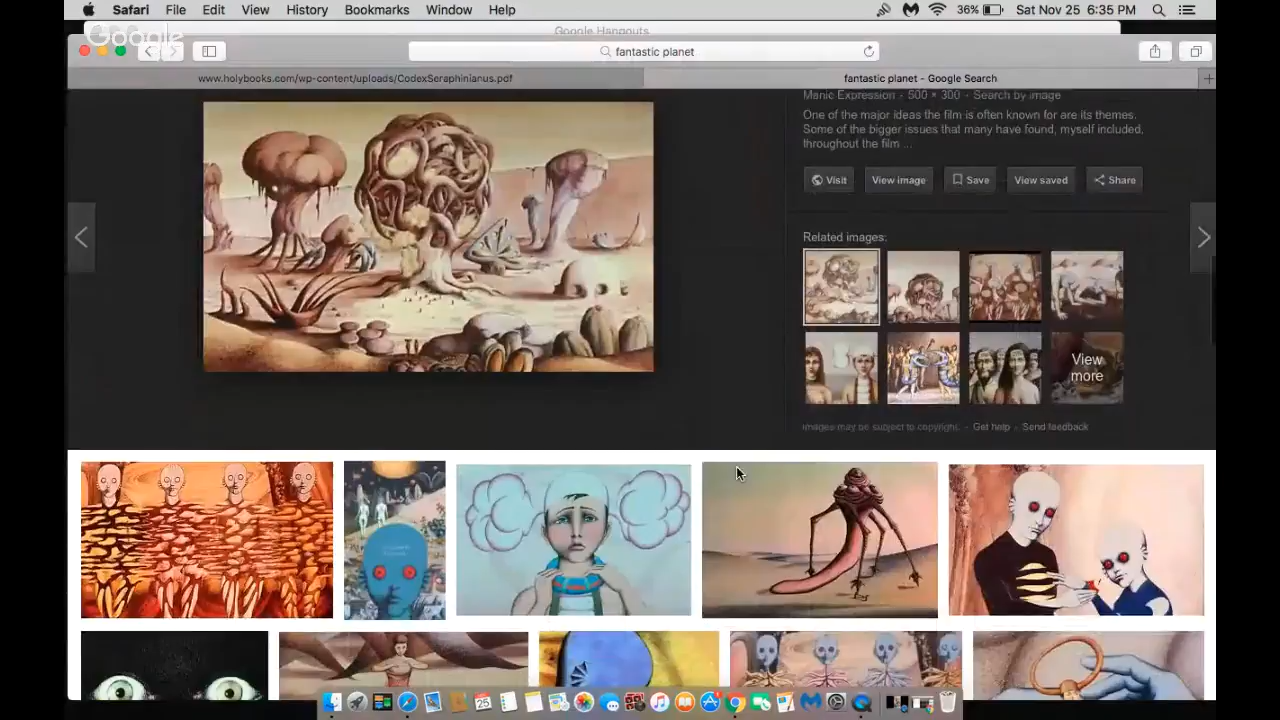 Safari File Edit View History Bookmarks Window Help 36% Sat Nov 25 6:35 PM
Google Hangouts
Google
fantastic planet
www.holybooks.com/wp-content/uploads/CodexSeraphinianus.pdf
fantastic planet - Google Search
Manic Expression - 500 × 300 - Search by image
One of the major ideas the film is often known for are its themes.
Some of the bigger issues that many have found, myself included,
throughout the film ...
Visit View image Save View saved Share
Related images:
View
more
Images may be subject to copyright. - Get help - Send feedback
25